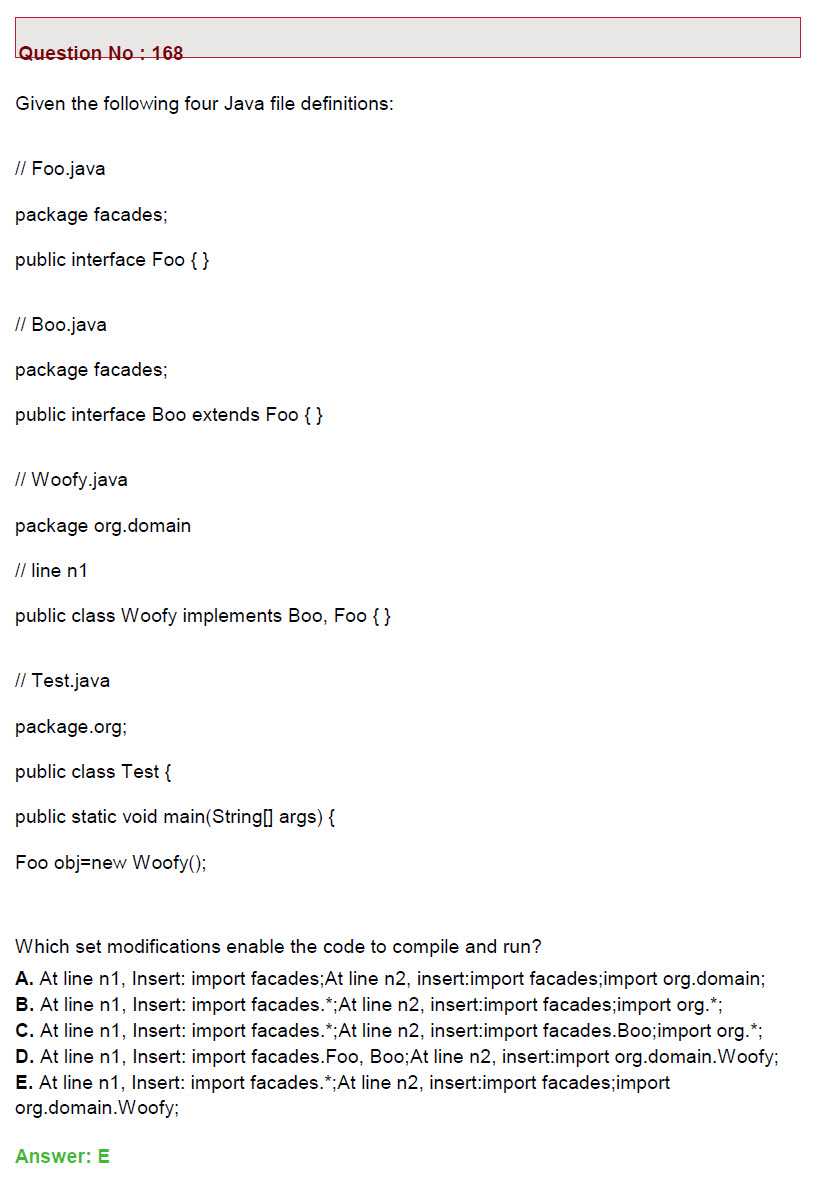 Question No : 168
Given the following four Java file definitions:
// Foo.java
package facades;
public interface Foo { }
// Boo.java
package facades;
public interface Boo extends Foo { }
// Woofy.java
package org.domain
// line n1
public class Woofy implements Boo, Foo { }
// Test.java
package.org;
public class Test {
public static void main(String[] args) {
Foo obj=new Woofy();
Which set modifications enable the code to compile and run?
A. At line n1, Insert: import facades;At line n2, insert:import facades;import org.domain;
B. At line n1, Insert: import facades.*;At line n2, insert:import facades;import org.*;
C. At line n1, Insert: import facades.*;At line n2, insert:import facades.Boo;import org.*;
D. At line n1, Insert: import facades.Foo, Boo;At line n2, insert:import org.domain.Woofy;
E. At line n1, Insert: import facades.*;At line n2, insert:import facades;import
org.domain.Woofy;
Answer: E